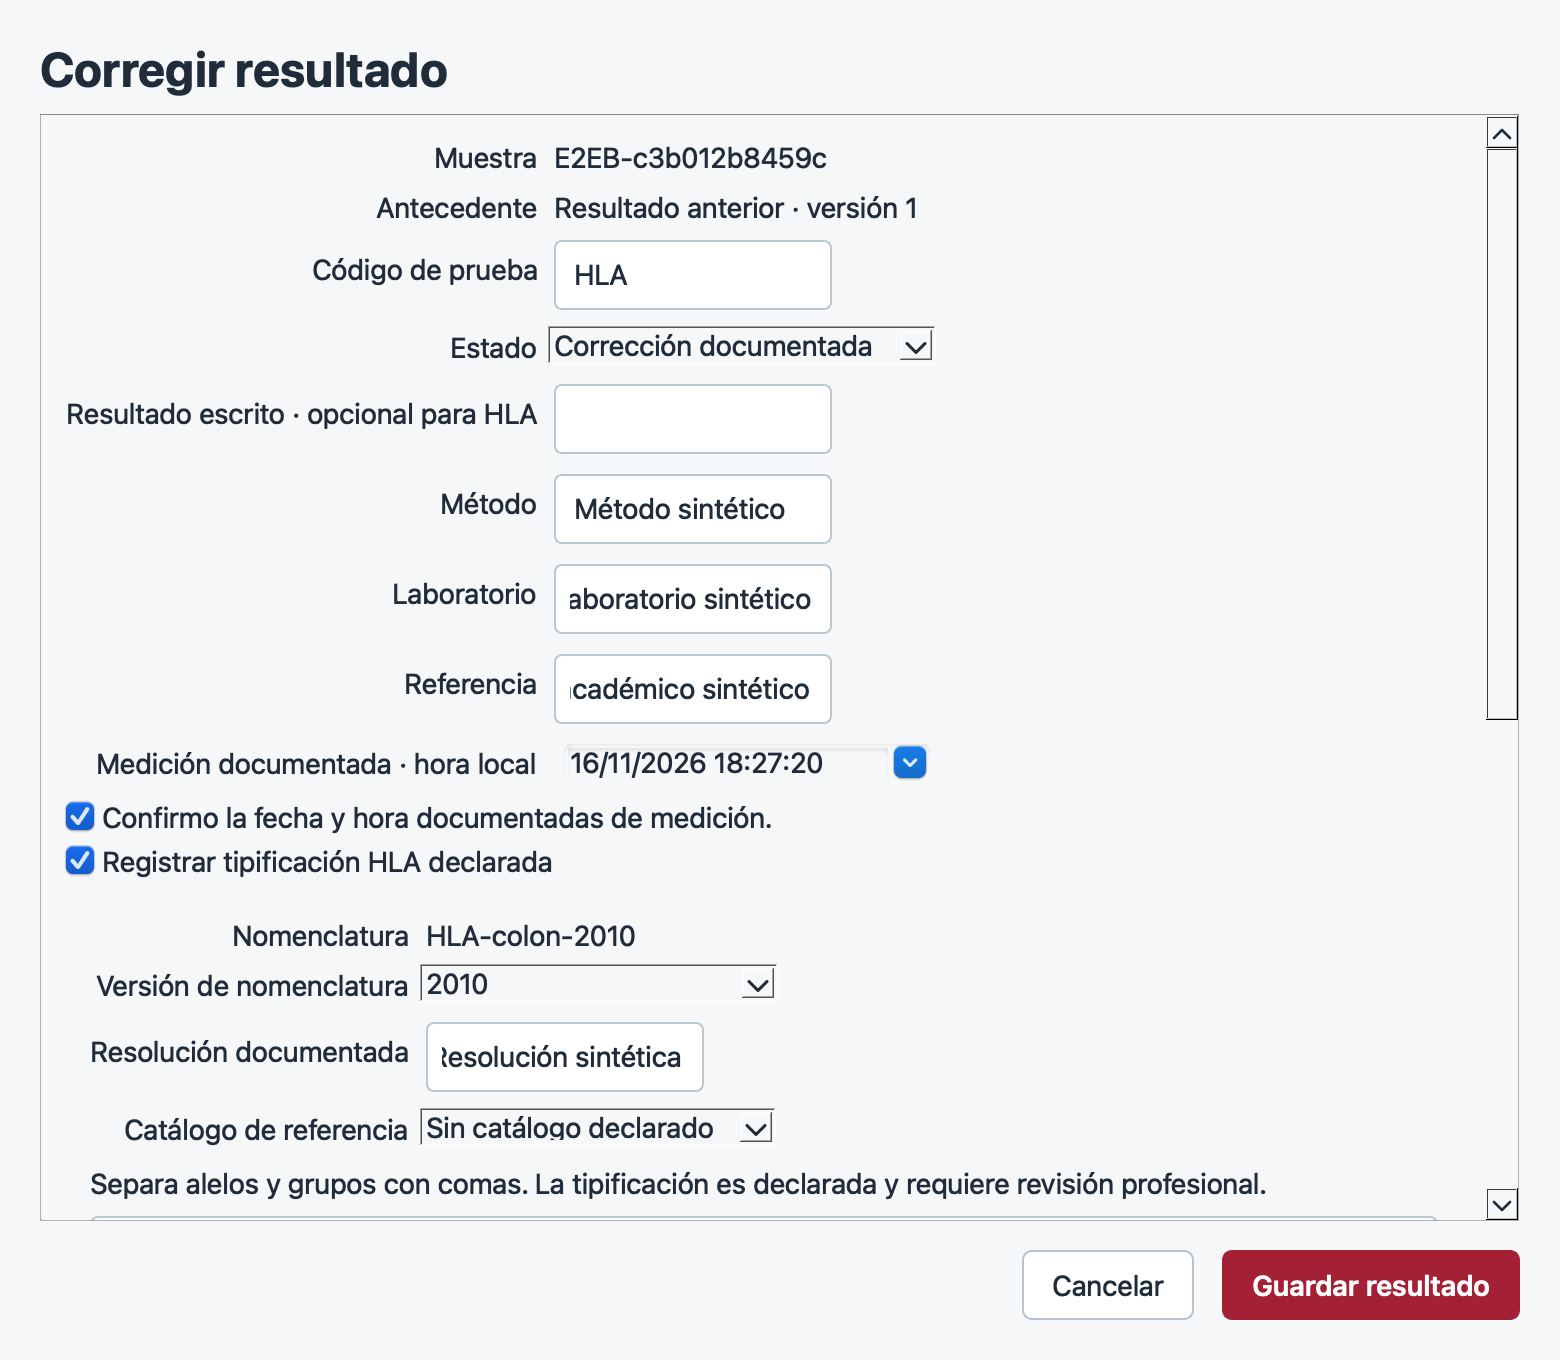 Corregir resultado
Muestra E2EB-c3b012b8459c
Antecedente Resultado anterior · versión 1
Código de prueba HLA
Estado Corrección documentada
Resultado escrito · opcional para HLA
Método Método sintético
Laboratorio aboratorio sintético
Referencia cadémico sintético
Medición documentada · hora local 16/11/2026 18:27:20
Confirmo la fecha y hora documentadas de medición.
Registrar tipificación HLA declarada
Nomenclatura HLA-colon-2010
Versión de nomenclatura 2010
Resolución documentada Resolución sintética
Catálogo de referencia Sin catálogo declarado
Separa alelos y grupos con comas. La tipificación es declarada y requiere revisión profesional.
Cancelar Guardar resultado